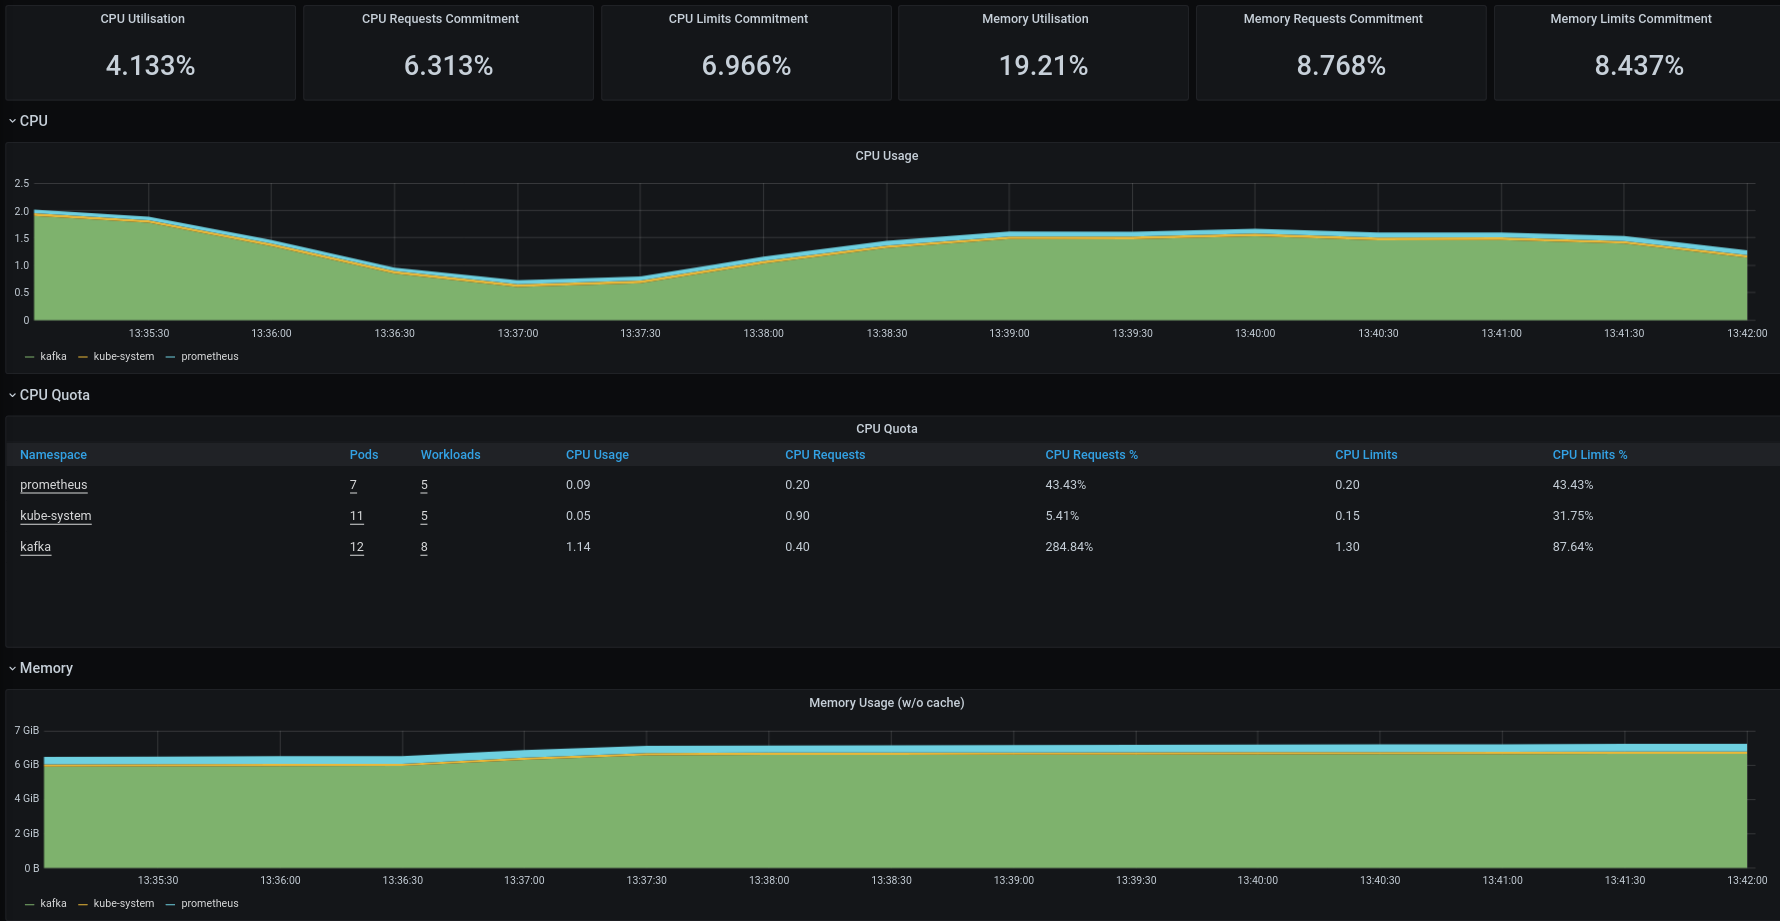 CPU Utilisation CPU Requests Commitment CPU Limits Commitment Memory Utilisation Memory Requests Commitment Memory Limits Commitment
4.133% 6.313% 6.966% 19.21% 8.768% 8.437%
CPU
CPU Usage
2.5
2.0
1.5
1.0
0.5
0
13:35:30 13:36:00 13:36:30 13:37:00 13:37:30 13:38:00 13:38:30 13:39:00 13:39:30 13:40:00 13:40:30 13:41:00 13:41:30 13:42:00
kafka kube-system prometheus
CPU Quota
CPU Quota
Namespace Pods Workloads CPU Usage CPU Requests CPU Requests % CPU Limits CPU Limits %
prometheus 7 5 0.09 0.20 43.43% 0.20 43.43%
kube-system 11 5 0.05 0.90 5.41% 0.15 31.75%
kafka 12 8 1.14 0.40 284.84% 1.30 87.64%
Memory
Memory Usage (w/o cache)
7 GiB
6 GiB
4 GiB
2 GiB
0 B
13:35:30 13:36:00 13:36:30 13:37:00 13:37:30 13:38:00 13:38:30 13:39:00 13:39:30 13:40:00 13:40:30 13:41:00 13:41:30 13:42:00
kafka kube-system prometheus